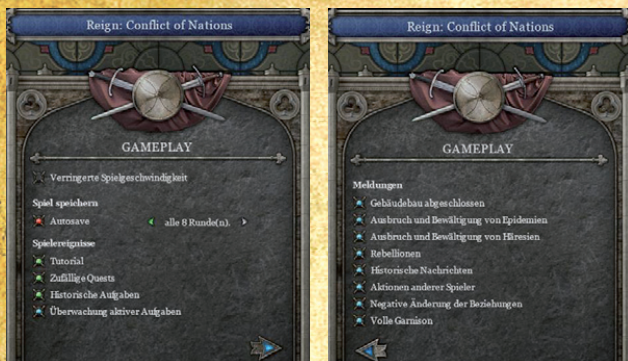 Reign: Conflict of Nations
GAMEPLAY
Verringerte Spielgeschwindigkeit
Spiel speichern
Autosave alle 8 Runde(n).
Spielereignisse
Tutorial
Zufällige Quests
Historische Aufgaben
Überwachung aktiver Aufgaben
Reign: Conflict of Nations
GAMEPLAY
Meldungen
Gebäudebau abgeschlossen
Ausbruch und Bewältigung von Epidemien
Ausbruch und Bewältigung von Häresien
Rebellionen
Historische Nachrichten
Aktionen anderer Spieler
Negative Änderung der Beziehungen
Volle Garnison